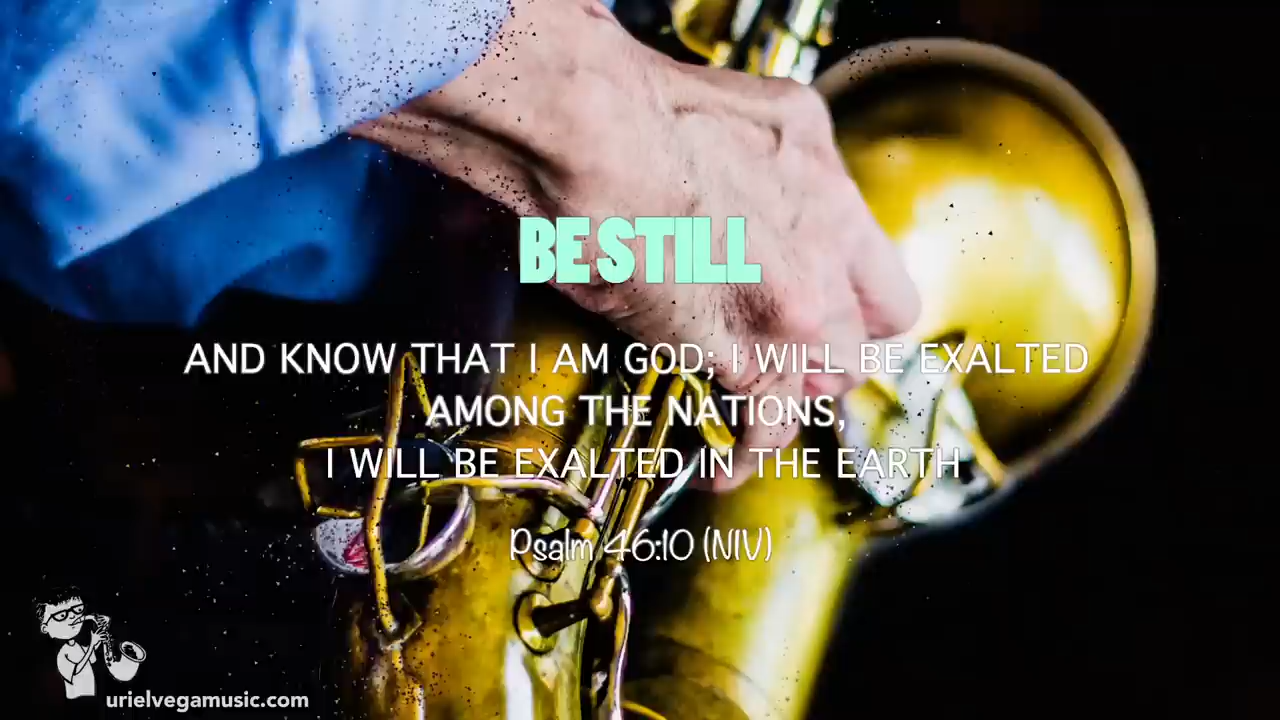 BE STILL
AND KNOW THAT I AM GOD; I WILL BE EXALTED
AMONG THE NATIONS,
I WILL BE EXALTED IN THE EARTH
Psalm 46:10 (NIV)
urielvegamusic.com